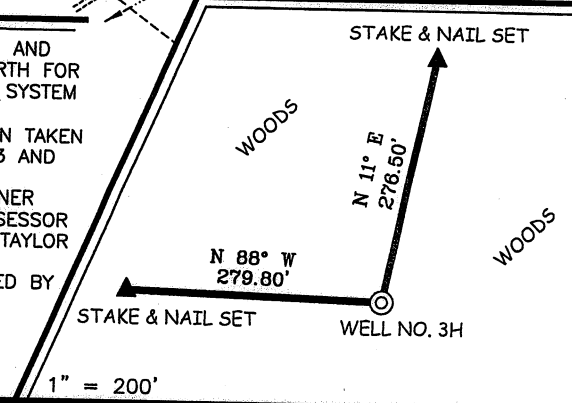 AND
RTH FOR
SYSTEM
N TAKEN
3 AND
NER
SESSOR
TAYLOR
ED BY
STAKE & NAIL SET
WOODS
N 11° E
276.50'
WOODS
N 88° W
279.80'
STAKE & NAIL SET
WELL NO. 3H
1" = 200'